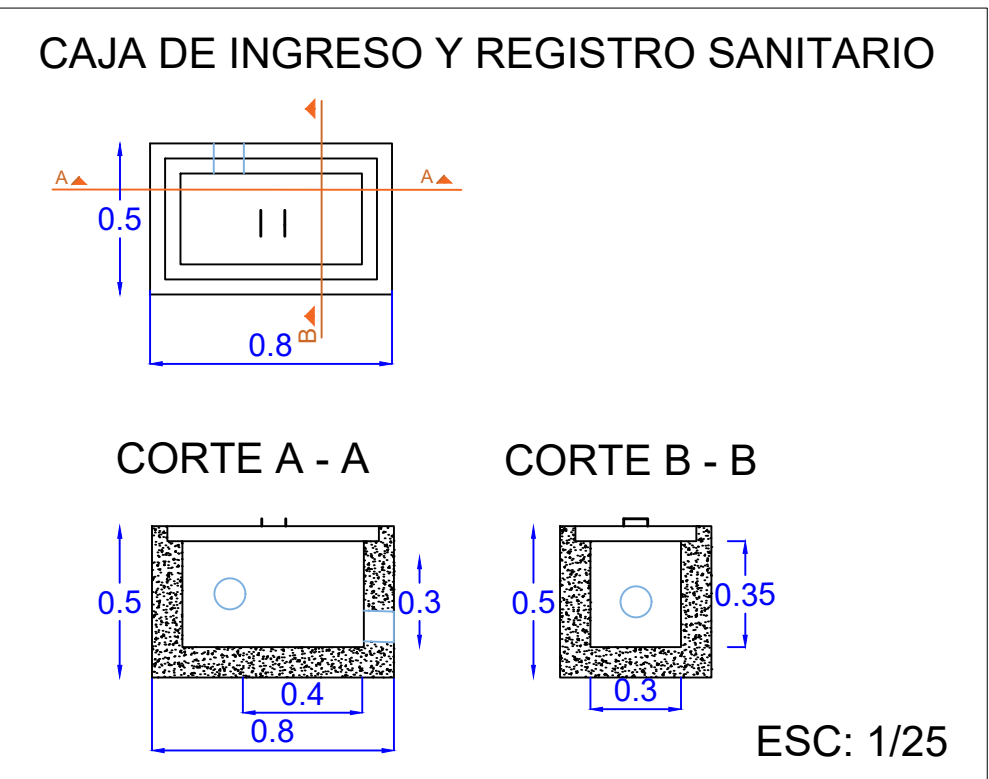 CAJA DE INGRESO Y REGISTRO SANITARIO
A A
0.5
B
0.8
CORTE A - A
CORTE B - B
0.5
0.3
0.5
0.35
0.4
0.3
0.8
ESC: 1/25